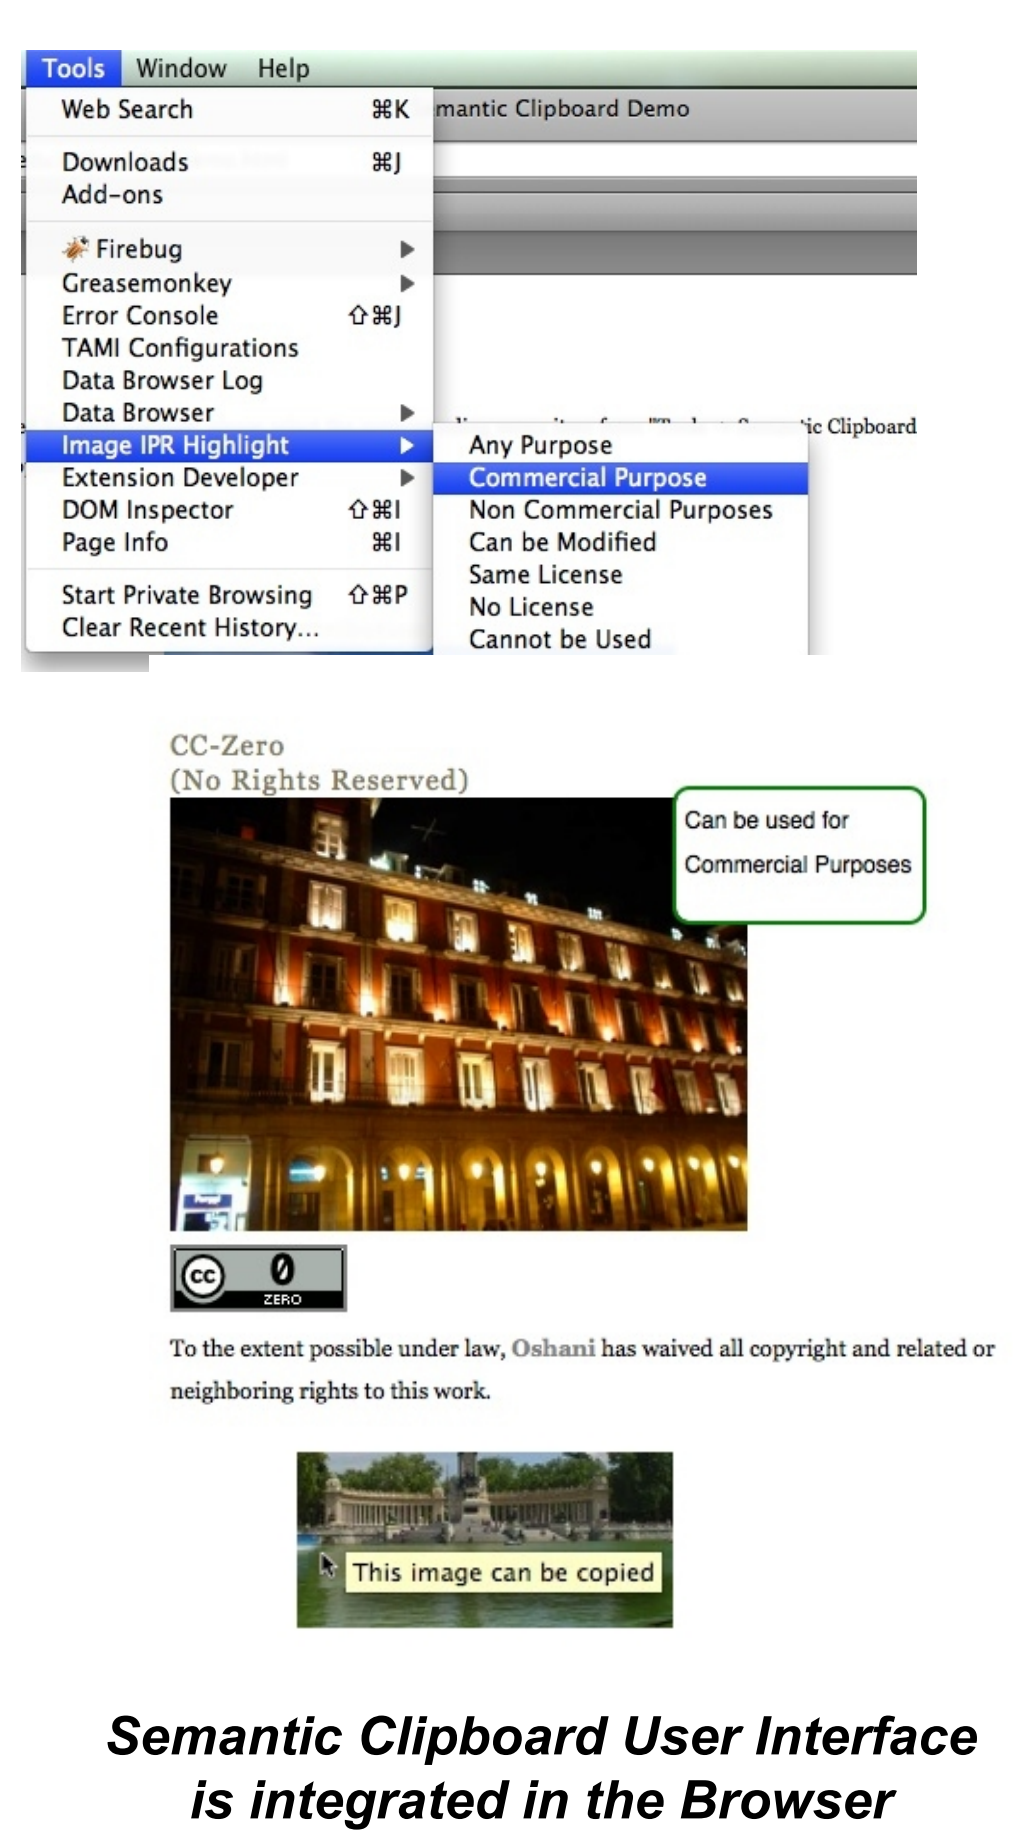 Tools Window Help
Web Search ⌘K
mantic Clipboard Demo
Downloads ⌘J
Add-ons
Firebug
Greasemonkey
Error Console ⇧⌘J
TAMI Configurations
Data Browser Log
Data Browser
ic Clipboard
Image IPR Highlight
Any Purpose
Extension Developer
Commercial Purpose
DOM Inspector ⇧⌘I
Non Commercial Purposes
Page Info ⌘I
Can be Modified
Same License
Start Private Browsing ⇧⌘P
No License
Clear Recent History...
Cannot be Used
CC-Zero
(No Rights Reserved)
Can be used for
Commercial Purposes
cc 0
ZERO
To the extent possible under law, Oshani has waived all copyright and related or
neighboring rights to this work.
This image can be copied
Semantic Clipboard User Interface
is integrated in the Browser